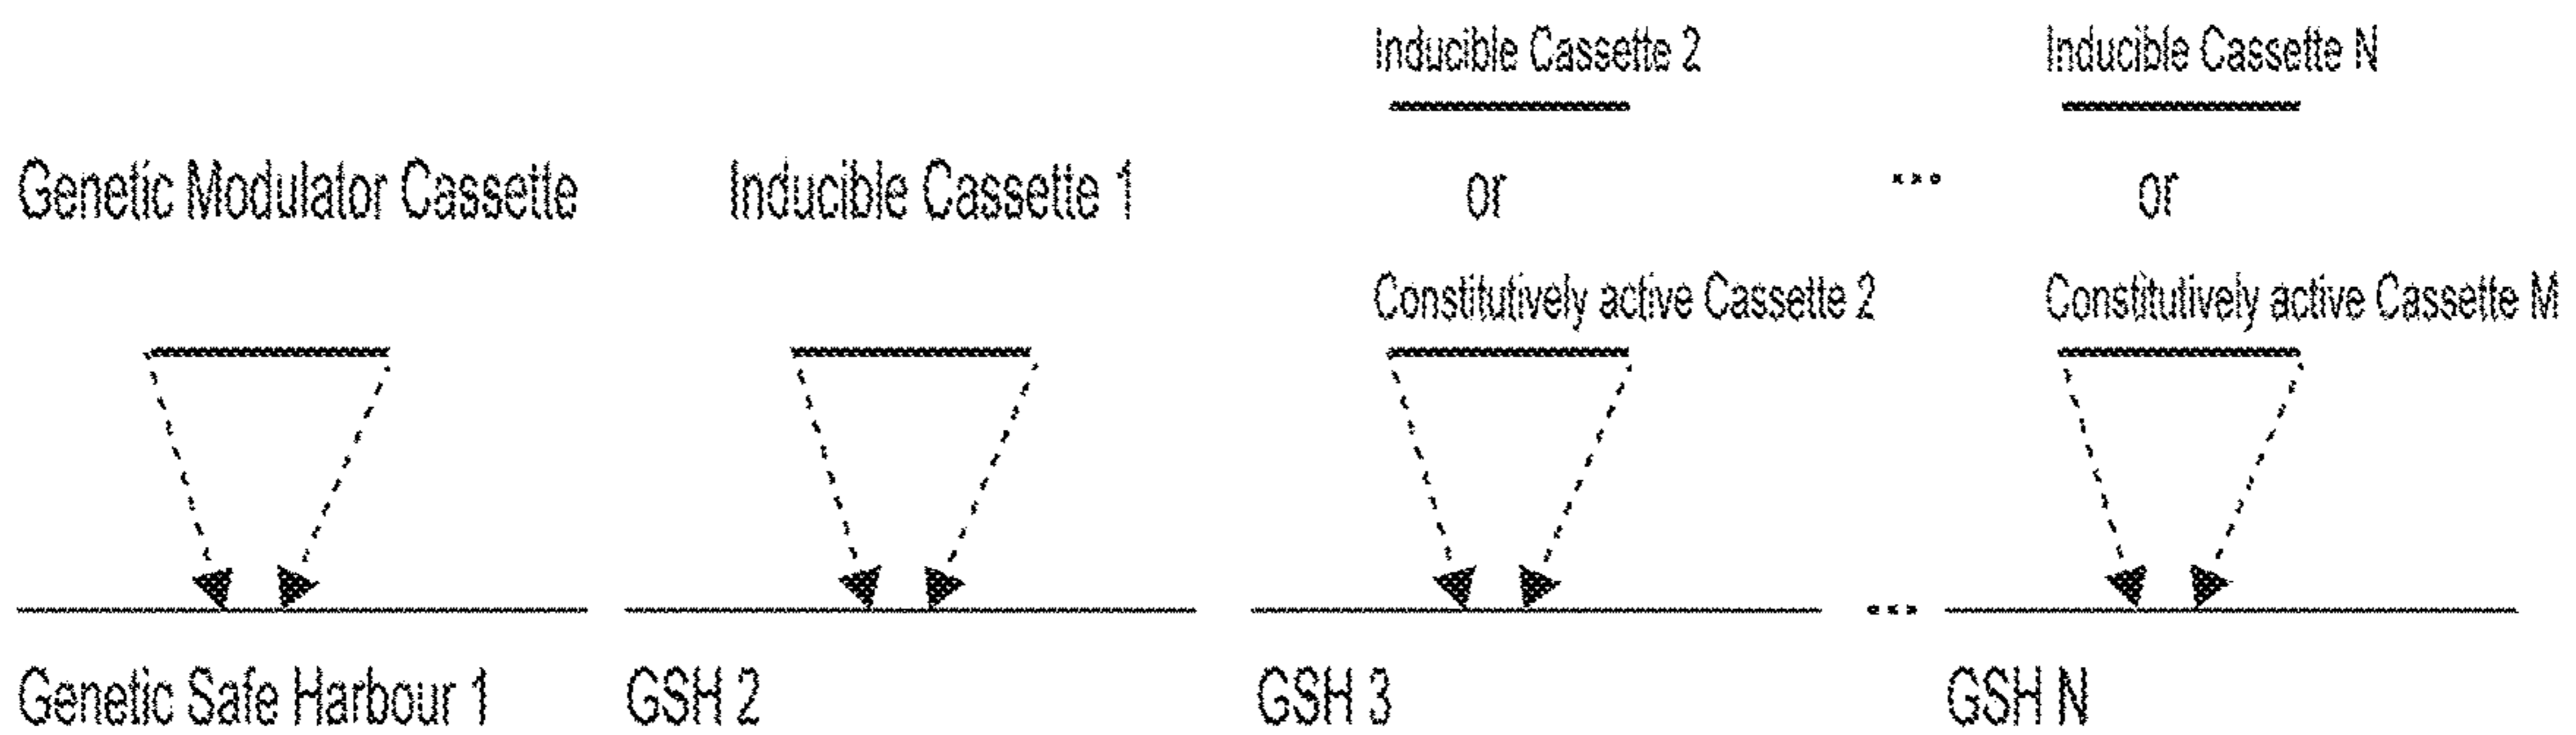 Genetic Modulator Cassette
Inducible Cassette 1
Inducible Cassette 2
or
Constitutively active Cassette 2
...
Inducible Cassette N
or
Constitutively active Cassette M
Genetic Safe Harbour 1
GSH 2
GSH 3
...
GSH N